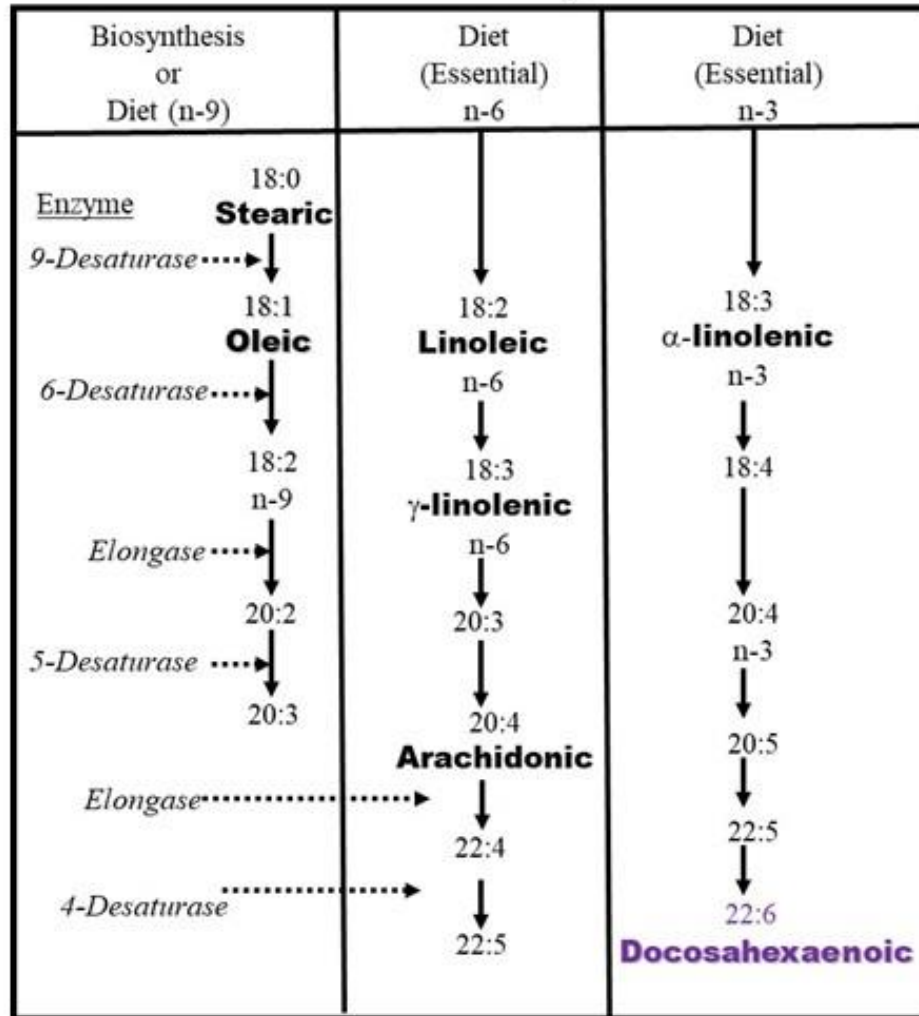 Biosynthesis
or
Diet (n-9)
Diet
(Essential)
n-6
Diet
(Essential)
n-3
Enzyme
18:0
Stearic
9-Desaturase
18:1
Oleic
6-Desaturase
18:2
n-9
Elongase
20:2
5-Desaturase
20:3
Elongase
4-Desaturase
18:2
Linoleic
n-6
18:3
γ-linolenic
n-6
20:3
20:4
Arachidonic
22:4
22:5
18:3
α-linolenic
n-3
18:4
20:4
n-3
20:5
22:5
22:6
Docosahexaenoic